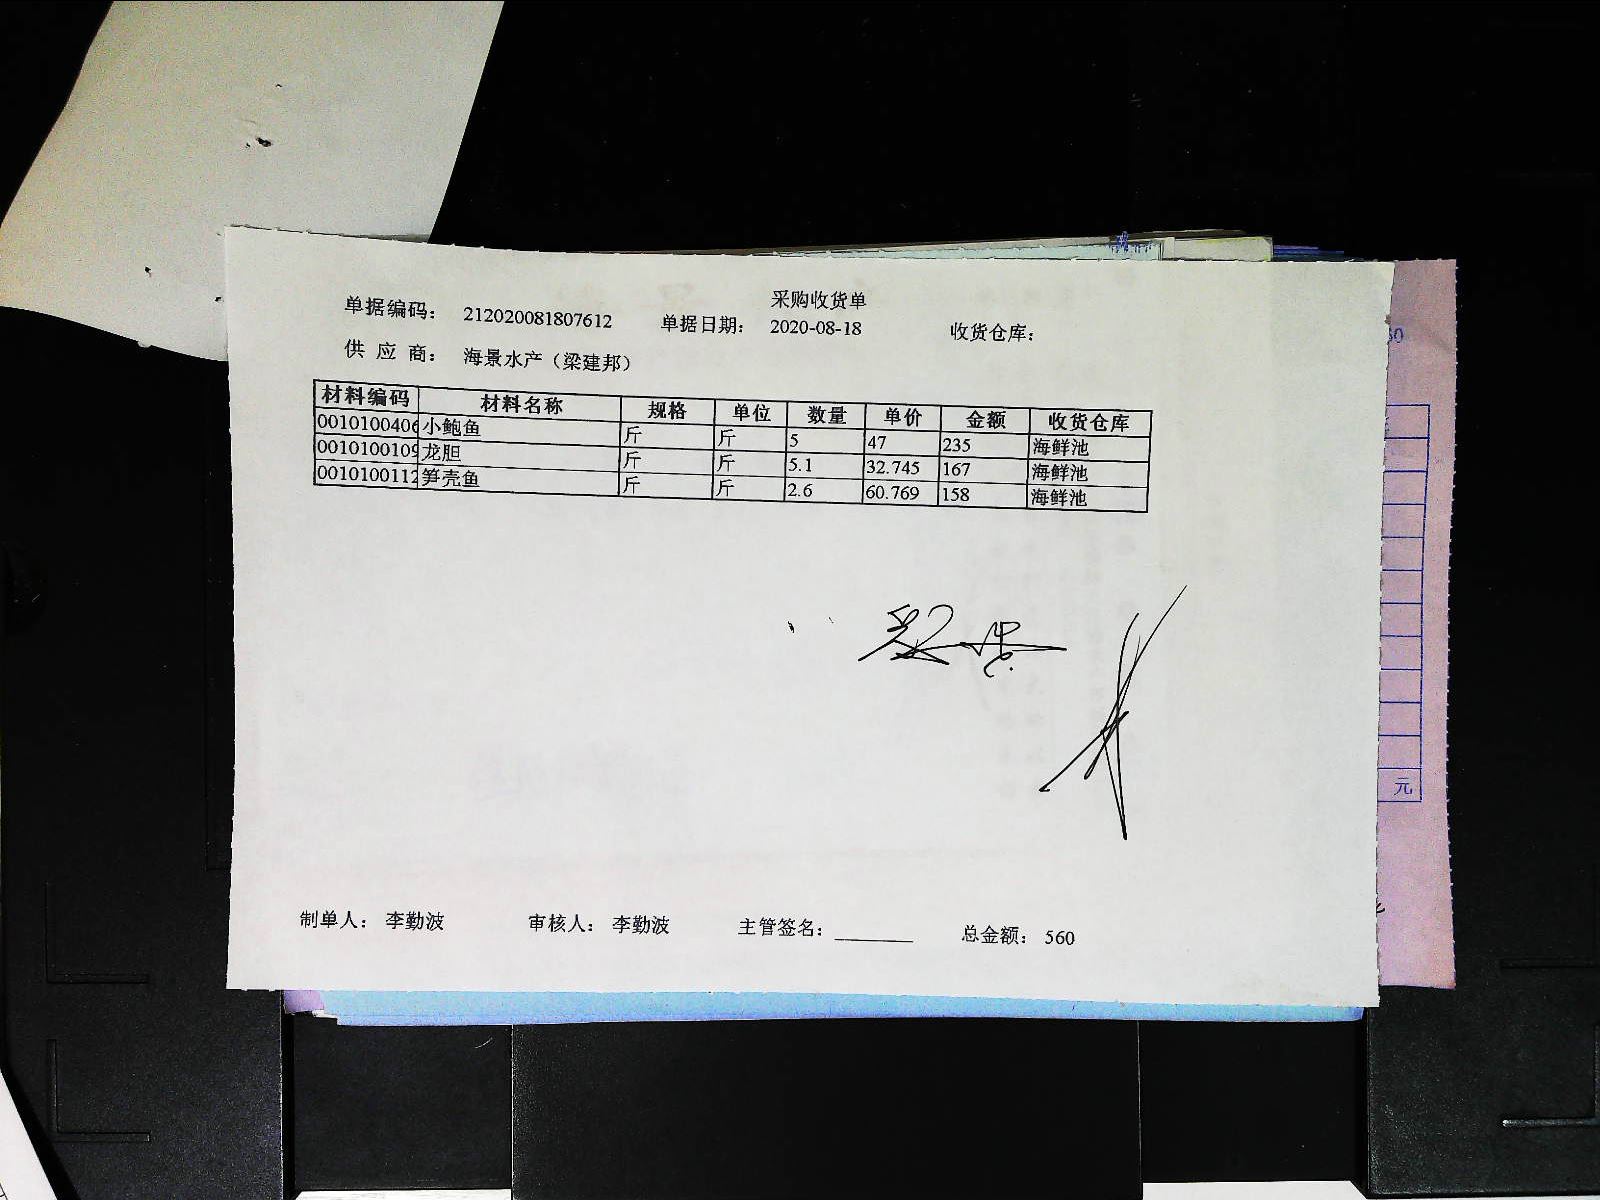 采购收货单
单据编码： 212020081807612 单据日期： 2020-08-18 收货仓库：
供 应 商： 海景水产（梁建邦）
材料编码 材料名称 规格 单位 数量 单价 金额 收货仓库
0010100406 小鲍鱼 斤 斤 5 47 235 海鲜池
0010100109 龙胆 斤 斤 5.1 32.745 167 海鲜池
0010100112 笋壳鱼 斤 斤 2.6 60.769 158 海鲜池
制单人： 李勤波 审核人： 李勤波 主管签名： 总金额： 560
元